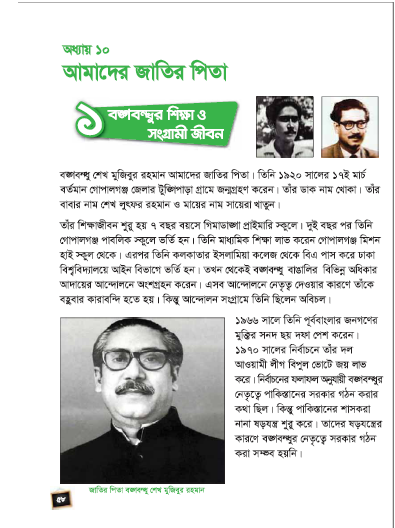 অধ্যায় ১০
আমাদের জাতির পিতা
১ বঙ্গবন্ধুর শিক্ষা ও
সংগ্রামী জীবন
বঙ্গবন্ধু শেখ মুজিবুর রহমান আমাদের জাতির পিতা। তিনি ১৯২০ সালের ১৭ই মার্চ
বর্তমান গোপালগঞ্জ জেলার টুঙ্গিপাড়া গ্রামে জন্মগ্রহণ করেন। তাঁর ডাক নাম খোকা। তাঁর
বাবার নাম শেখ লুৎফর রহমান ও মায়ের নাম সায়েরা খাতুন।
তাঁর শিক্ষাজীবন শুরু হয় ৭ বছর বয়সে গিমাডাঙ্গা প্রাইমারি স্কুলে। দুই বছর পর তিনি
গোপালগঞ্জ পাবলিক স্কুলে ভর্তি হন। তিনি মাধ্যমিক শিক্ষা লাভ করেন গোপালগঞ্জ মিশন
হাই স্কুল থেকে। এরপর তিনি কলকাতার ইসলামিয়া কলেজ থেকে বিএ পাস করে ঢাকা
বিশ্ববিদ্যালয়ে আইন বিভাগে ভর্তি হন। তখন থেকেই বঙ্গবন্ধু বাঙালির বিভিন্ন অধিকার
আদায়ের আন্দোলনে অংশগ্রহন করেন। এসব আন্দোলনে নেতৃত্ব দেওয়ার কারণে তাঁকে
বহুবার কারাবন্দি হতে হয়। কিন্তু আন্দোলন সংগ্রামে তিনি ছিলেন অবিচল।
১৯৬৬ সালে তিনি পূর্ববাংলার জনগণের
মুক্তির সনদ ছয় দফা পেশ করেন।
১৯৭০ সালের নির্বাচনে তাঁর দল
আওয়ামী লীগ বিপুল ভোটে জয় লাভ
করে। নির্বাচনের ফলাফল অনুযায়ী বঙ্গবন্ধুর
নেতৃত্বে পাকিস্তানের সরকার গঠন করার
কথা ছিল। কিন্তু পাকিস্তানের শাসকরা
নানা ষড়যন্ত্র শুরু করে। তাদের ষড়যন্ত্রের
কারণে বঙ্গবন্ধুর নেতৃত্বে সরকার গঠন
করা সম্ভব হয়নি।
জাতির পিতা বঙ্গবন্ধু শেখ মুজিবুর রহমান
৫৮